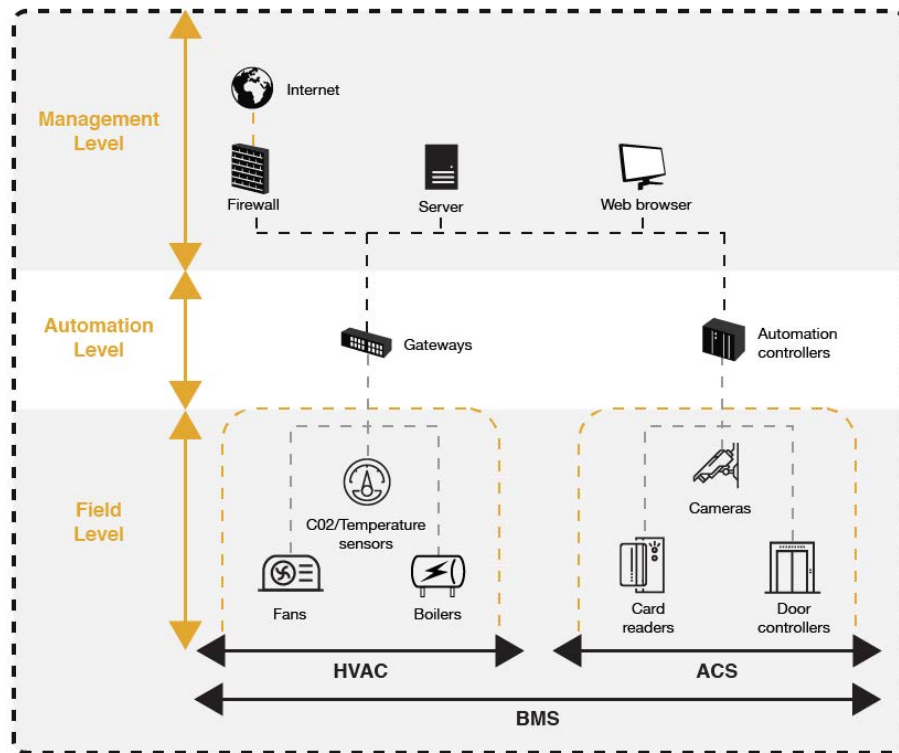 Internet
Management
Level
Firewall
Server
Web browser
Automation
Level
Gateways
Automation
controllers
Field
Level
C02/Temperature
sensors
Cameras
Fans
Boilers
Card
readers
Door
controllers
HVAC
ACS
BMS